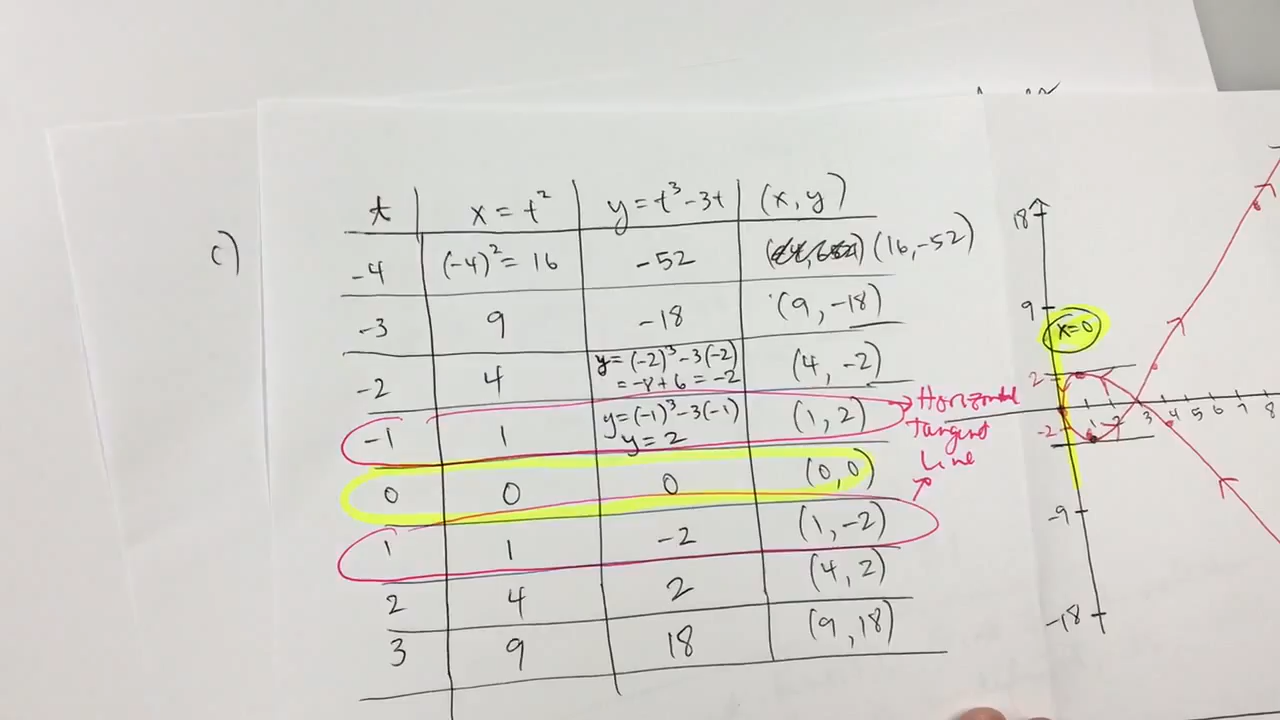 c)
t x = t² y = t³ - 3t (x, y)
-4 (-4)² = 16 -52 (16, -52)
-3 9 -18 (9, -18)
-2 4 y = (-2)³ - 3(-2) (4, -2)
= -8 + 6 = -2
-1 1 y = (-1)³ - 3(-1) (1, 2)
y = 2
0 0 0 (0, 0)
1 1 -2 (1, -2)
2 4 2 (4, 2)
3 9 18 (9, 18)
Horizontal
tangent
Line
18
9
x=0
2
-2
1 2 3 4 5 6 7 8
-9
-18